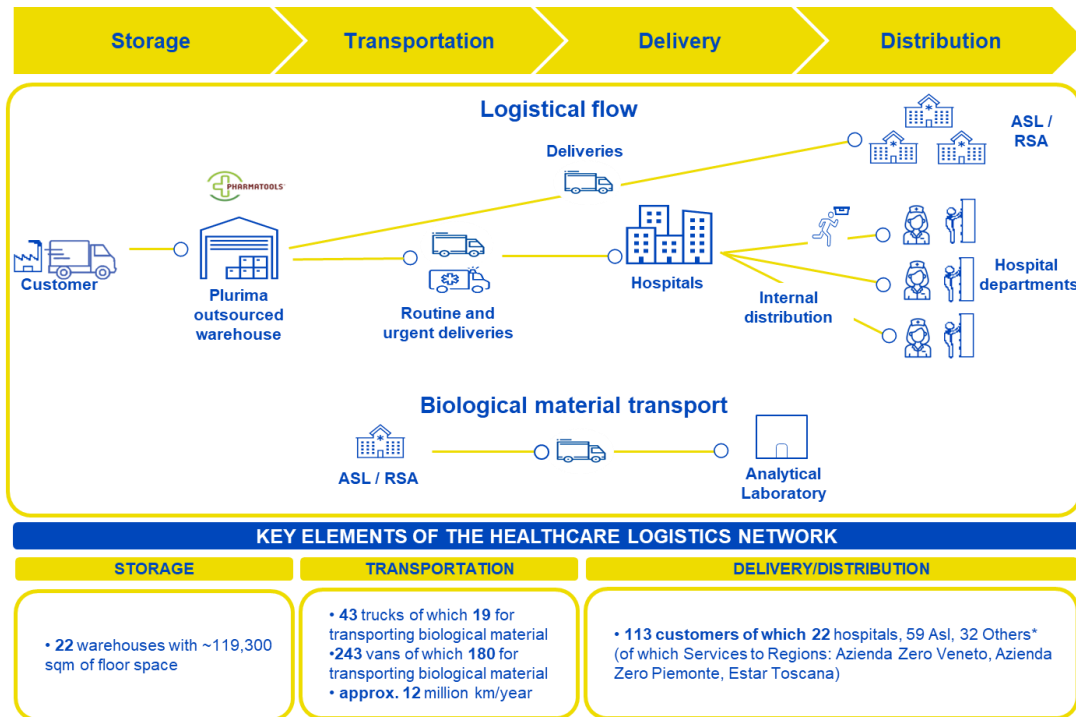 Storage
Transportation
Delivery
Distribution
Logistical flow
Deliveries
ASL /
RSA
PHARMATOOLS
Customer
Plurima
outsourced
warehouse
Routine and
urgent deliveries
Hospitals
Internal
distribution
Hospital
departments
Biological material transport
ASL / RSA
Analytical
Laboratory
KEY ELEMENTS OF THE HEALTHCARE LOGISTICS NETWORK
STORAGE
TRANSPORTATION
DELIVERY/DISTRIBUTION
• 22 warehouses with ~119,300
sqm of floor space
• 43 trucks of which 19 for
transporting biological material
•243 vans of which 180 for
transporting biological material
• approx. 12 million km/year
• 113 customers of which 22 hospitals, 59 Asl, 32 Others*
(of which Services to Regions: Azienda Zero Veneto, Azienda
Zero Piemonte, Estar Toscana)